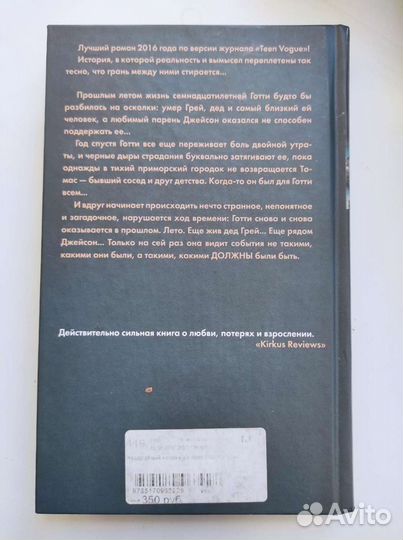 Лучший роман 2016 года по версии журнала «Teen Vogue»!
История, в которой реальность и вымысел переплетены так
тесно, что грань между ними стирается...
Прошлым летом жизнь семнадцатилетней Готти будто бы
разбилась на осколки: умер Грей, дед и самый близкий ей
человек, а любимый парень Джейсон оказался не способен
поддержать ее...
Год спустя Готти все еще переживает боль двойной утра-
ты, и черные дыры страдания буквально затягивают ее, пока
однажды в тихий приморский городок не возвращается То-
мас — бывший сосед и друг детства. Когда-то он был для Готти
всем...
И вдруг начинает происходить нечто странное, непонятное
и загадочное, нарушается ход времени: Готти снова и снова
оказывается в прошлом. Лето. Еще жив дед Грей... Еще рядом
Джейсон... Только на сей раз она видит события не такими,
какими они были, а такими, какими ДОЛЖНЫ были быть.
Действительно сильная книга о любви, потерях и взрослении.
«Kirkus Reviews»
350 руб
Avito